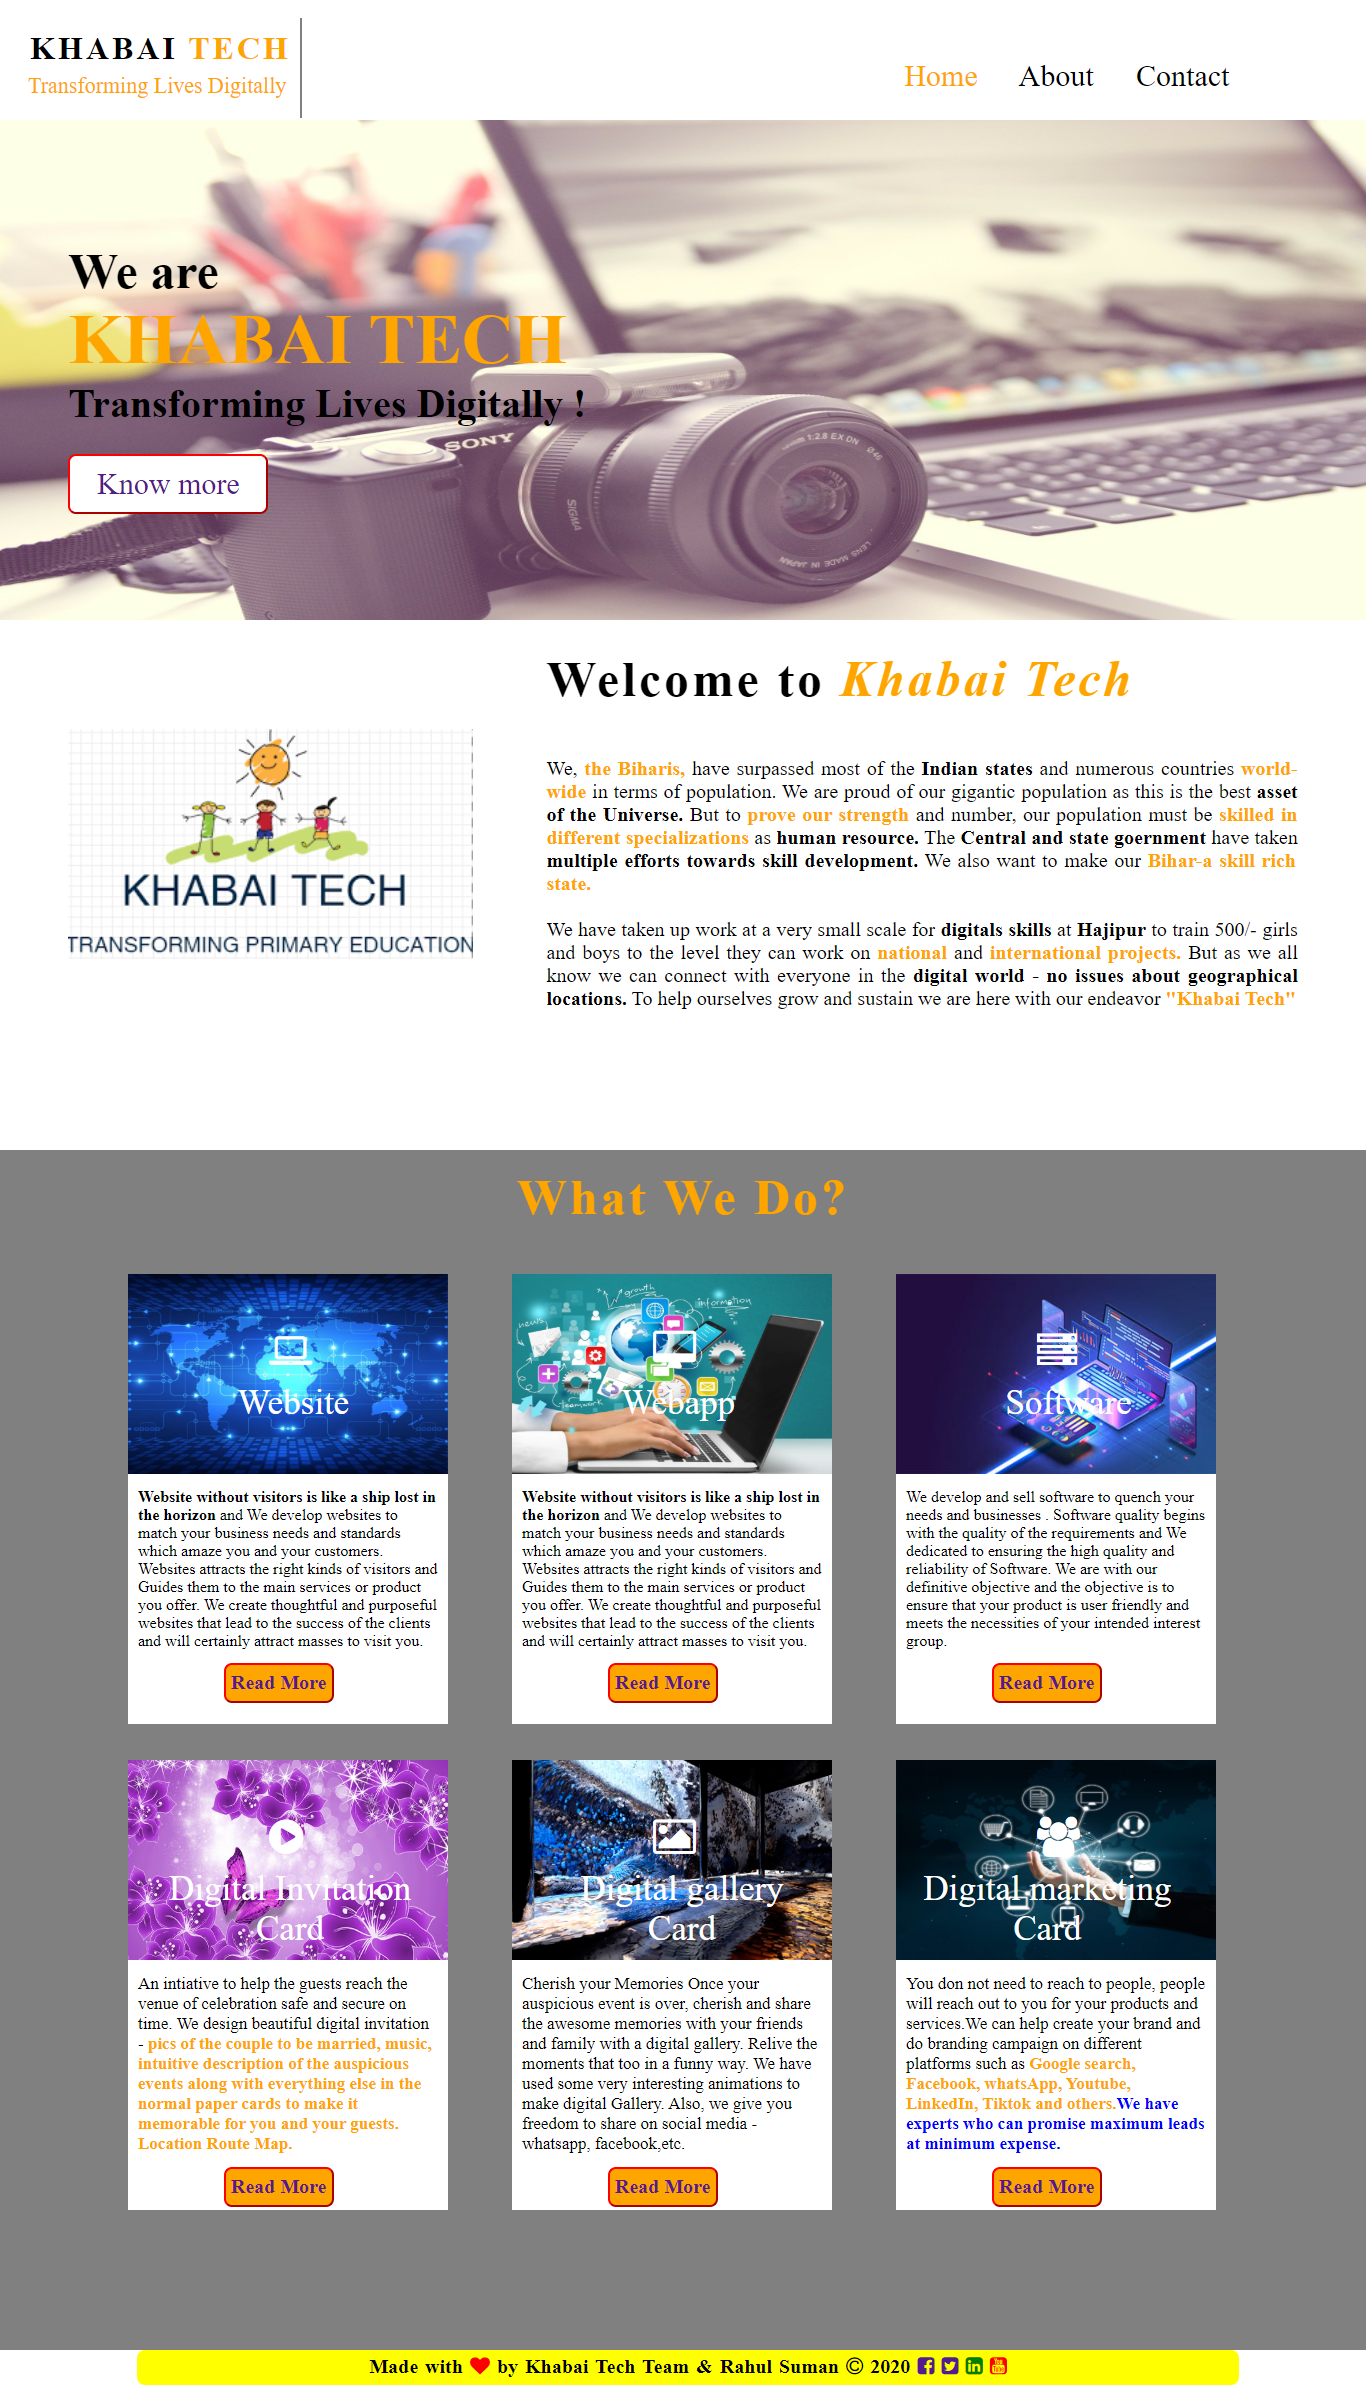 KHABAI TECH
Transforming Lives Digitally
Home About Contact
We are
KHABAI TECH
Transforming Lives Digitally !
SONY
1:2.8 EX DN Ø46
SIGMA
LENS MADE IN JAPAN
Know more
Welcome to Khabai Tech
KHABAI TECH
TRANSFORMING PRIMARY EDUCATION
We, the Biharis, have surpassed most of the Indian states and numerous countries world-
wide in terms of population. We are proud of our gigantic population as this is the best asset
of the Universe. But to prove our strength and number, our population must be skilled in
different specializations as human resource. The Central and state goernment have taken
multiple efforts towards skill development. We also want to make our Bihar-a skill rich
state.
We have taken up work at a very small scale for digitals skills at Hajipur to train 500/- girls
and boys to the level they can work on national and international projects. But as we all
know we can connect with everyone in the digital world - no issues about geographical
locations. To help ourselves grow and sustain we are here with our endeavor "Khabai Tech"
What We Do?
Website
Website without visitors is like a ship lost in
the horizon and We develop websites to
match your business needs and standards
which amaze you and your customers.
Websites attracts the right kinds of visitors and
Guides them to the main services or product
you offer. We create thoughtful and purposeful
websites that lead to the success of the clients
and will certainly attract masses to visit you.
Read More
growth
information
news
teamwork
Webapp
Website without visitors is like a ship lost in
the horizon and We develop websites to
match your business needs and standards
which amaze you and your customers.
Websites attracts the right kinds of visitors and
Guides them to the main services or product
you offer. We create thoughtful and purposeful
websites that lead to the success of the clients
and will certainly attract masses to visit you.
Read More
Software
We develop and sell software to quench your
needs and businesses . Software quality begins
with the quality of the requirements and We
dedicated to ensuring the high quality and
reliability of Software. We are with our
definitive objective and the objective is to
ensure that your product is user friendly and
meets the necessities of your intended interest
group.
Read More
Digital Invitation
Card
An intiative to help the guests reach the
venue of celebration safe and secure on
time. We design beautiful digital invitation
- pics of the couple to be married, music,
intuitive description of the auspicious
events along with everything else in the
normal paper cards to make it
memorable for you and your guests.
Location Route Map.
Read More
Digital gallery
Card
Cherish your Memories Once your
auspicious event is over, cherish and share
the awesome memories with your friends
and family with a digital gallery. Relive the
moments that too in a funny way. We have
used some very interesting animations to
make digital Gallery. Also, we give you
freedom to share on social media -
whatsapp, facebook,etc.
Read More
Digital marketing
Card
You don not need to reach to people, people
will reach out to you for your products and
services.We can help create your brand and
do branding campaign on different
platforms such as Google search,
Facebook, whatsApp, Youtube,
LinkedIn, Tiktok and others.We have
experts who can promise maximum leads
at minimum expense.
Read More
Made with ❤ by Khabai Tech Team & Rahul Suman © 2020